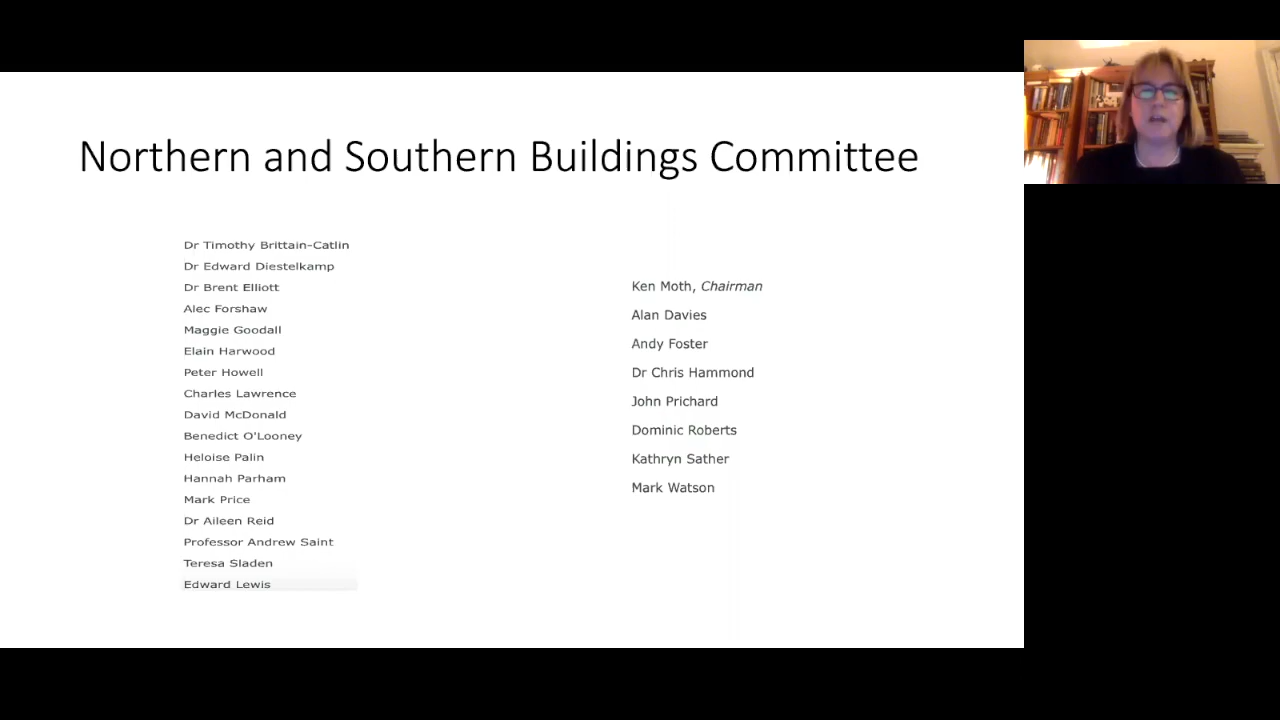 Northern and Southern Buildings Committee
Dr Timothy Brittain-Catlin
Dr Edward Diestelkamp
Dr Brent Elliott
Alec Forshaw
Maggie Goodall
Elain Harwood
Peter Howell
Charles Lawrence
David McDonald
Benedict O'Looney
Heloise Palin
Hannah Parham
Mark Price
Dr Aileen Reid
Professor Andrew Saint
Teresa Sladen
Edward Lewis
Ken Moth, Chairman
Alan Davies
Andy Foster
Dr Chris Hammond
John Prichard
Dominic Roberts
Kathryn Sather
Mark Watson